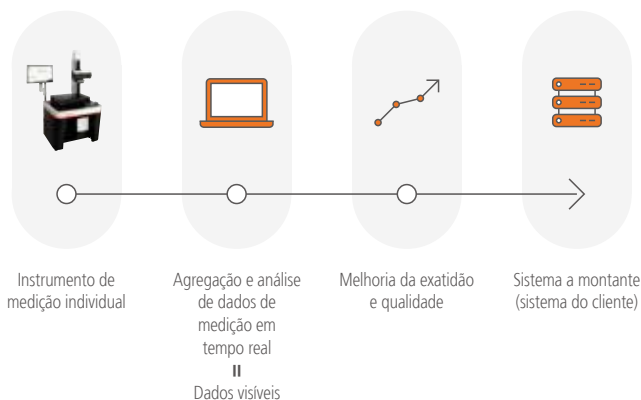 Instrumento de
medição individual
Agregação e análise
de dados de
medição em
tempo real
=
Dados visíveis
Melhoria da exatidão
e qualidade
Sistema a montante
(sistema do cliente)